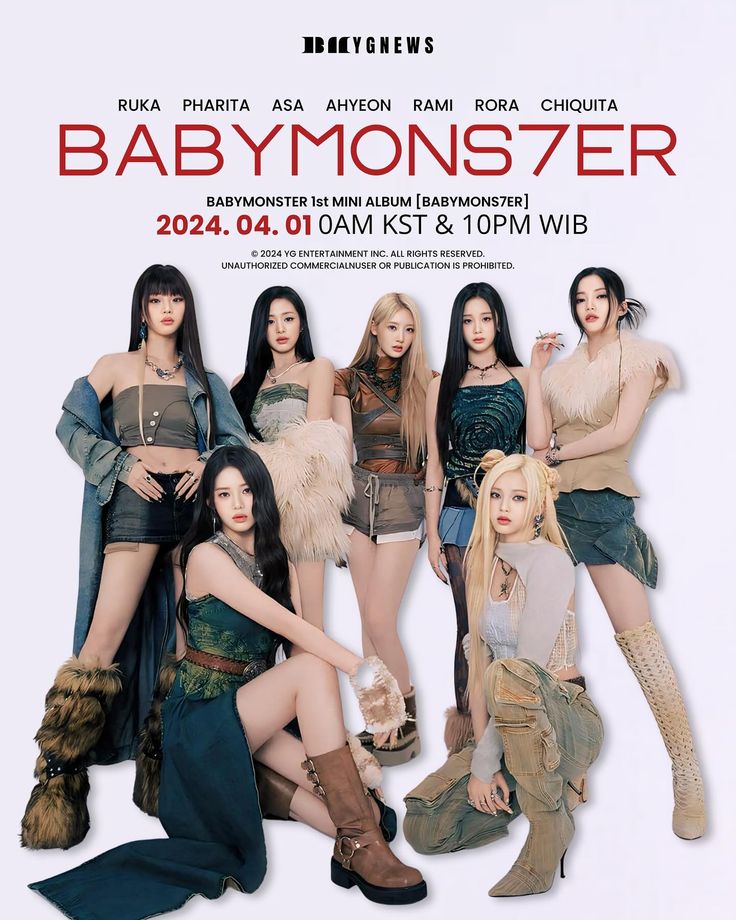 BMYGNEWS
RUKA PHARITA ASA AHYEON RAMI RORA CHIQUITA
BABYMONS7ER
BABYMONSTER 1st MINI ALBUM [BABYMONS7ER]
2024. 04. 01 0AM KST & 10PM WIB
© 2024 YG ENTERTAINMENT INC. ALL RIGHTS RESERVED.
UNAUTHORIZED COMMERCIALNUSER OR PUBLICATION IS PROHIBITED.